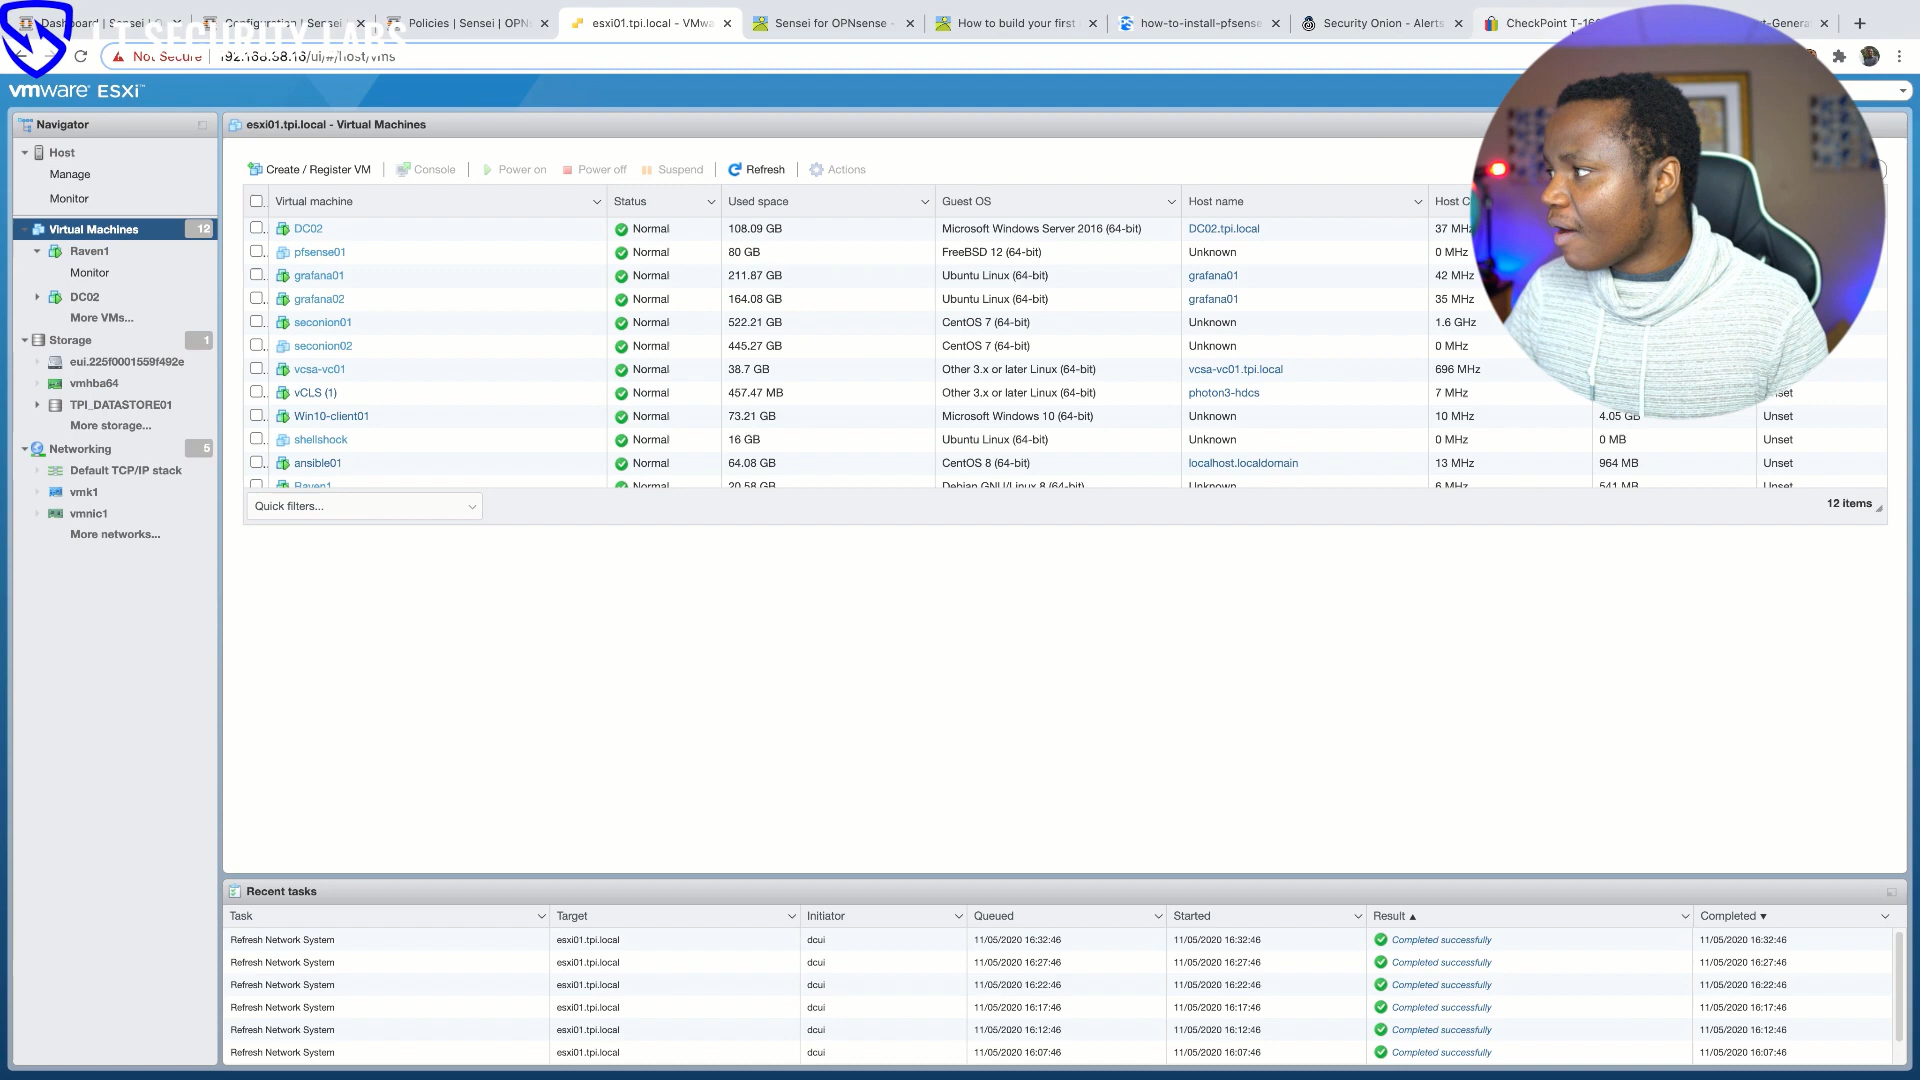 Dashboard | Sensei | O
Configuration | Sensei
Policies | Sensei | OPN
esxi01.tpi.local - VMwa
Sensei for OPNsense -
How to build your first
how-to-install-pfsense
Security Onion - Alerts
CheckPoint T-160
t-Genera
LT SECURITY LABS
Not Secure
192.168.58.16/ui/#/host/vms
vmware ESXi™
Navigator
Host
Manage
Monitor
Virtual Machines 12
Raven1
Monitor
DC02
More VMs...
Storage 1
eui.225f0001559f492e
vmhba64
TPI_DATASTORE01
More storage...
Networking 5
Default TCP/IP stack
vmk1
vmnic1
More networks...
esxi01.tpi.local - Virtual Machines
Create / Register VM Console Power on Power off Suspend Refresh Actions
Virtual machine Status Used space Guest OS Host name Host C
DC02 Normal 108.09 GB Microsoft Windows Server 2016 (64-bit) DC02.tpi.local 37 MHz
pfsense01 Normal 80 GB FreeBSD 12 (64-bit) Unknown 0 MHz
grafana01 Normal 211.87 GB Ubuntu Linux (64-bit) grafana01 42 MHz
grafana02 Normal 164.08 GB Ubuntu Linux (64-bit) grafana01 35 MHz
seconion01 Normal 522.21 GB CentOS 7 (64-bit) Unknown 1.6 GHz
seconion02 Normal 445.27 GB CentOS 7 (64-bit) Unknown 0 MHz
vcsa-vc01 Normal 38.7 GB Other 3.x or later Linux (64-bit) vcsa-vc01.tpi.local 696 MHz
vCLS (1) Normal 457.47 MB Other 3.x or later Linux (64-bit) photon3-hdcs 7 MHz set
Win10-client01 Normal 73.21 GB Microsoft Windows 10 (64-bit) Unknown 10 MHz 4.05 GB Unset
shellshock Normal 16 GB Ubuntu Linux (64-bit) Unknown 0 MHz 0 MB Unset
ansible01 Normal 64.08 GB CentOS 8 (64-bit) localhost.localdomain 13 MHz 964 MB Unset
Raven1 Normal 20.58 GB Debian GNU/Linux 8 (64-bit) Unknown 6 MHz 541 MB Unset
Quick filters... 12 items
Recent tasks
Task Target Initiator Queued Started Result ▲ Completed ▼
Refresh Network System esxi01.tpi.local dcui 11/05/2020 16:32:46 11/05/2020 16:32:46 Completed successfully 11/05/2020 16:32:46
Refresh Network System esxi01.tpi.local dcui 11/05/2020 16:27:46 11/05/2020 16:27:46 Completed successfully 11/05/2020 16:27:46
Refresh Network System esxi01.tpi.local dcui 11/05/2020 16:22:46 11/05/2020 16:22:46 Completed successfully 11/05/2020 16:22:46
Refresh Network System esxi01.tpi.local dcui 11/05/2020 16:17:46 11/05/2020 16:17:46 Completed successfully 11/05/2020 16:17:46
Refresh Network System esxi01.tpi.local dcui 11/05/2020 16:12:46 11/05/2020 16:12:46 Completed successfully 11/05/2020 16:12:46
Refresh Network System esxi01.tpi.local dcui 11/05/2020 16:07:46 11/05/2020 16:07:46 Completed successfully 11/05/2020 16:07:46